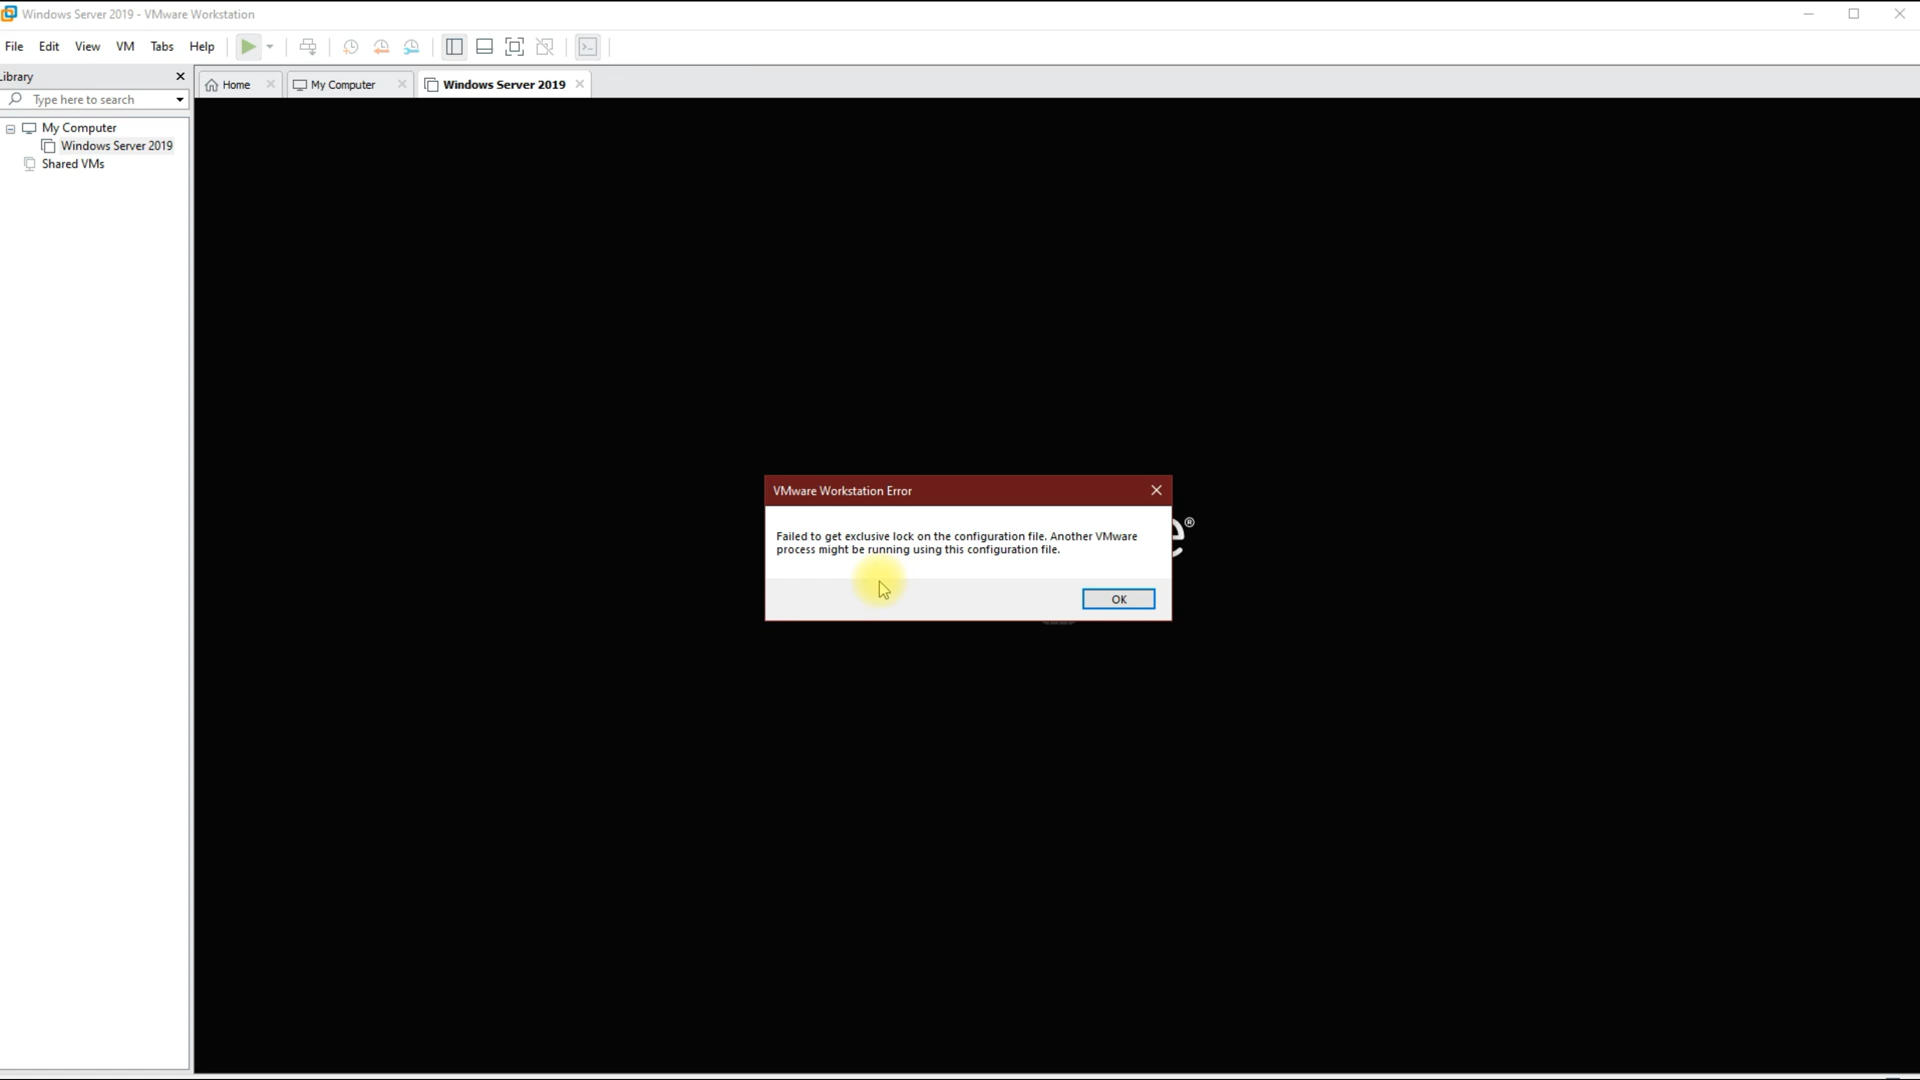 Windows Server 2019 - VMware Workstation
File Edit View VM Tabs Help
Library
Home My Computer Windows Server 2019
Type here to search
My Computer
Windows Server 2019
Shared VMs
VMware Workstation Error
Failed to get exclusive lock on the configuration file. Another VMware
process might be running using this configuration file.
OK